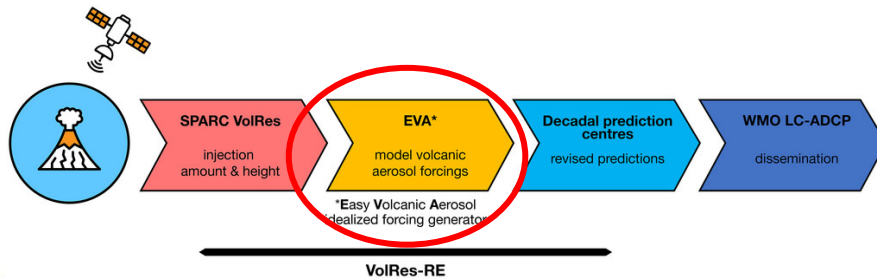 SPARC VolRes
injection
amount & height
EVA*
model volcanic
aerosol forcings
*Easy Volcanic Aerosol
idealized forcing generator
Decadal prediction
centres
revised predictions
WMO LC-ADCP
dissemination
VolRes-RE